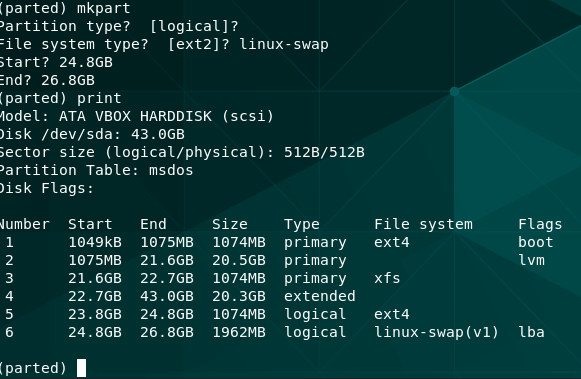 (parted) mkpart
Partition type?  [logical]?
File system type?  [ext2]? linux-swap
Start? 24.8GB
End? 26.8GB
(parted) print
Model: ATA VBOX HARDDISK (scsi)
Disk /dev/sda: 43.0GB
Sector size (logical/physical): 512B/512B
Partition Table: msdos
Disk Flags:
Number  Start   End     Size    Type      File system     Flags
 1      1049kB  1075MB  1074MB  primary   ext4            boot
 2      1075MB  21.6GB  20.5GB  primary                   lvm
 3      21.6GB  22.7GB  1074MB  primary   xfs
 4      22.7GB  43.0GB  20.3GB  extended
 5      23.8GB  24.8GB  1074MB  logical   ext4
 6      24.8GB  26.8GB  1962MB  logical   linux-swap(v1)  lba
(parted)